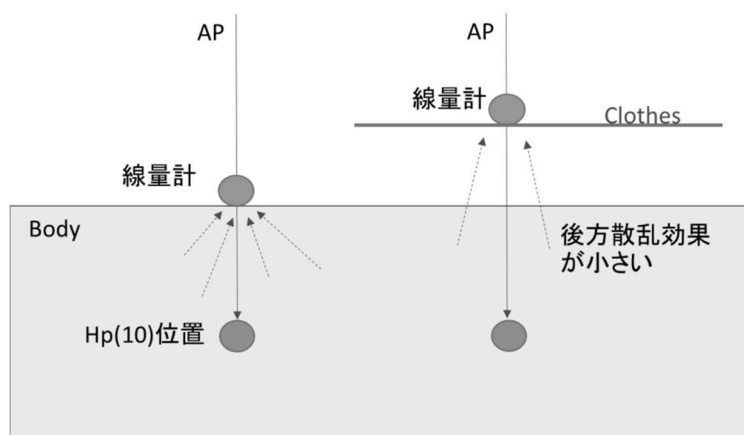 AP
線量計
Body
Hp(10)位置
AP
線量計
Clothes
後方散乱効果
が小さい